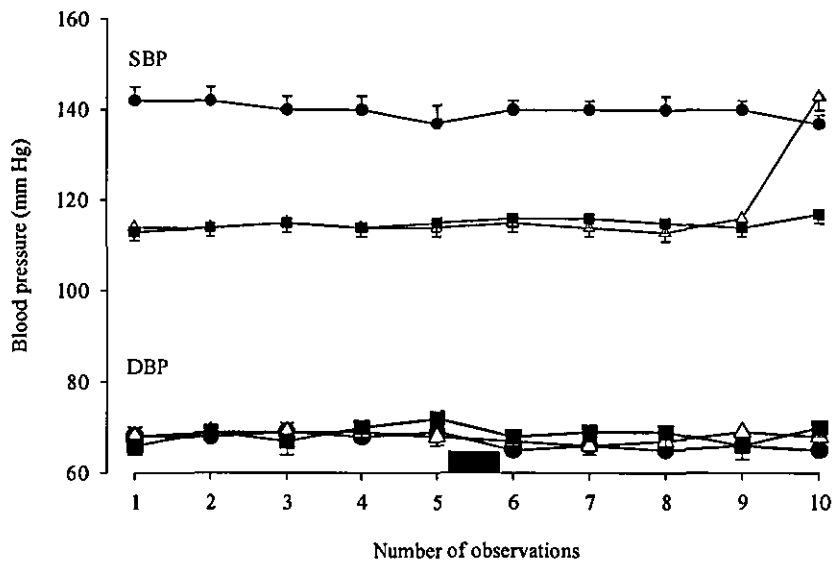 160
SBP
140
120
100
DBP
80
60
1 2 3 4 5 6 7 8 9 10
Blood pressure (mm Hg)
Number of observations